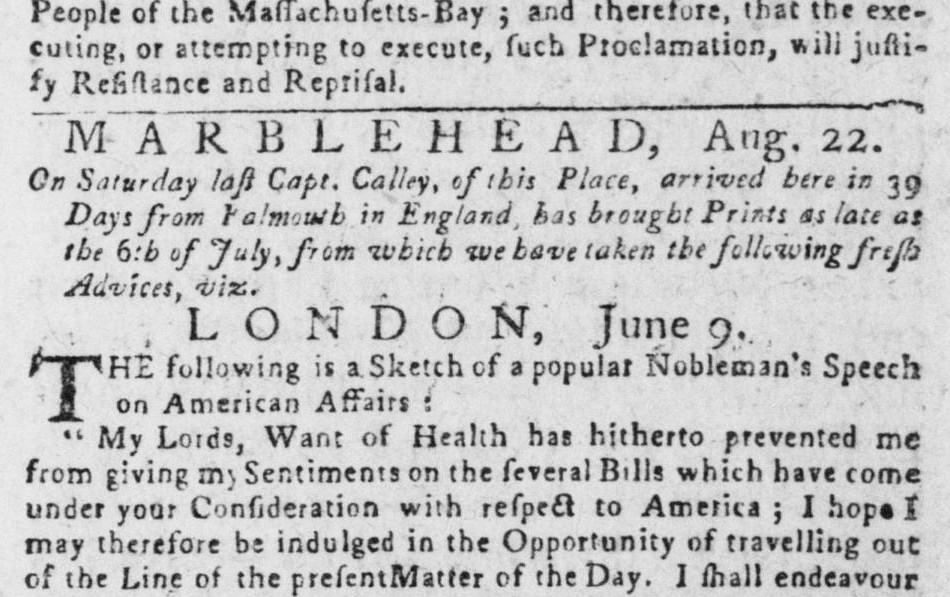 People of the Maſſachuſetts-Bay ; and therefore, that the exe-
cuting, or attempting to execute, ſuch Proclamation, will juſti-
fy Reſiſtance and Repriſal.
MARBLEHEAD, Aug. 22.
On Saturday laſt Capt. Calley, of this Place, arrived here in 39
Days from Falmouth in England, has brought Prints as late as
the 6th of July, from which we have taken the following freſh
Advices, viz.
LONDON, June 9.
THE following is a Sketch of a popular Nobleman's Speech
on American Affairs :
“ My Lords, Want of Health has hitherto prevented me
from giving my Sentiments on the ſeveral Bills which have come
under your Conſideration with reſpect to America ; I hope I
may therefore be indulged in the Opportunity of travelling out
of the Line of the preſent Matter of the Day. I ſhall endeavour